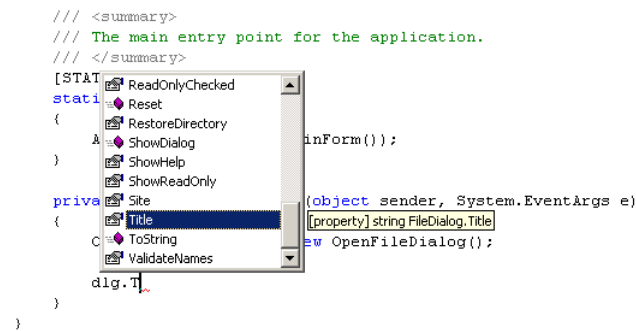 /// <summary>
/// The main entry point for the application.
/// </summary>
[STAT
stati
{
A
inForm());
}
priva
(object sender, System.EventArgs e)
{
O
ew OpenFileDialog();
dlg.T
}
}
ReadOnlyChecked
Reset
RestoreDirectory
ShowDialog
ShowHelp
ShowReadOnly
Site
Title
ToString
ValidateNames
[property] string FileDialog.Title